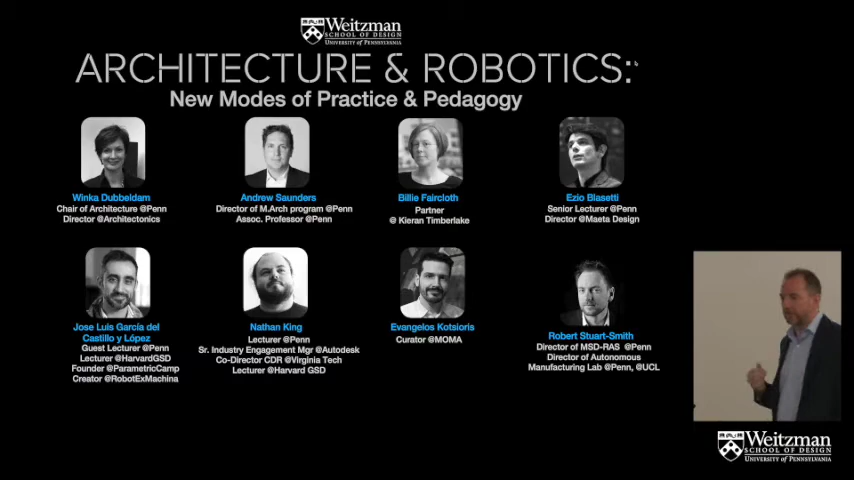 Weitzman
SCHOOL OF DESIGN
UNIVERSITY of PENNSYLVANIA
ARCHITECTURE & ROBOTICS:
New Modes of Practice & Pedagogy
Winka Dubbeldam
Chair of Architecture @Penn
Director @Architectonics
Andrew Saunders
Director of M.Arch program @Penn
Assoc. Professor @Penn
Billie Faircloth
Partner
@ Kieran Timberlake
Ezio Blasetti
Senior Lecturer @Penn
Director @Maeta Design
Jose Luis García del
Castillo y López
Guest Lecturer @Penn
Lecturer @HarvardGSD
Founder @ParametricCamp
Creator @RobotExMachina
Nathan King
Lecturer @Penn
Sr. Industry Engagement Mgr @Autodesk
Co-Director CDR @Virginia Tech
Lecturer @Harvard GSD
Evangelos Kotsioris
Curator @MOMA
Robert Stuart-Smith
Director of MSD-RAS @Penn
Director of Autonomous
Manufacturing Lab @Penn, @UCL
Weitzman
SCHOOL OF DESIGN
UNIVERSITY of PENNSYLVANIA